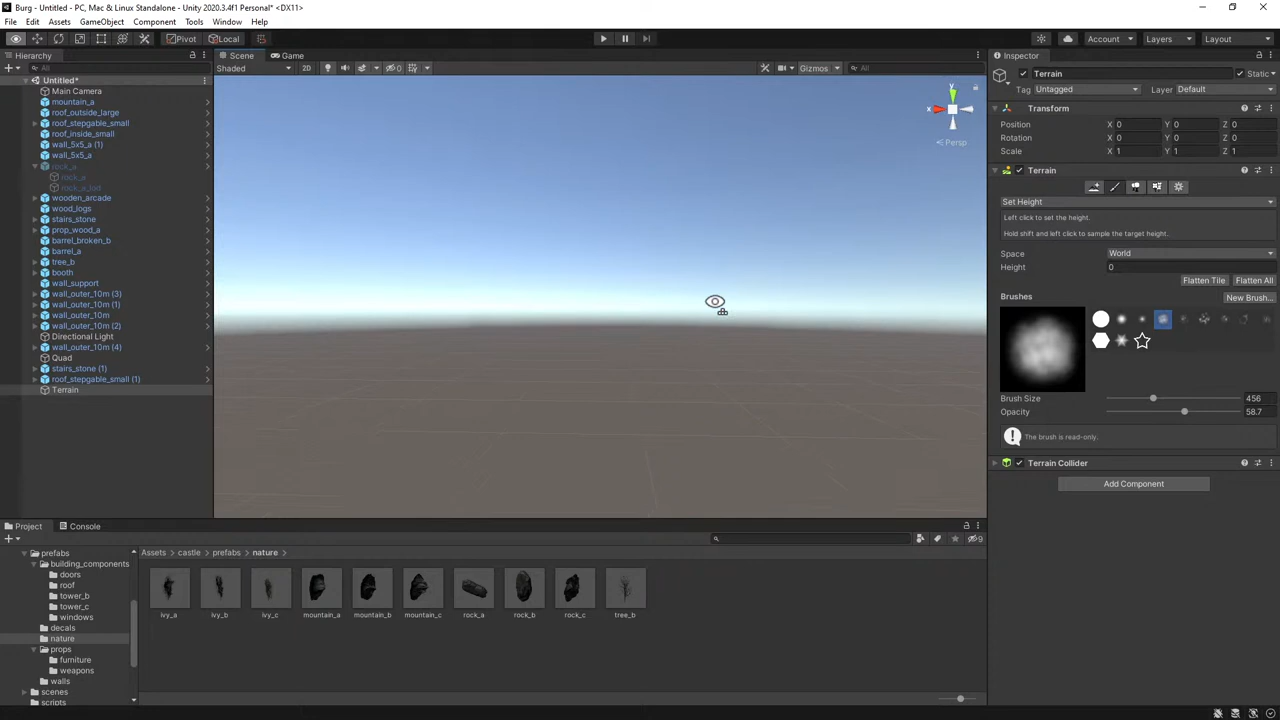 Burg - Untitled - PC, Mac & Linux Standalone - Unity 2020.3.4f1 Personal* <DX11>
File Edit Assets GameObject Component Tools Window Help
Pivot Local Account Layers Layout
Hierarchy
All
Untitled*
Main Camera
mountain_a
roof_outside_large
roof_stepgable_small
roof_inside_small
wall_5x5_a (1)
wall_5x5_a
rock_a
rock_a
rock_a_lod
wooden_arcade
wood_logs
stairs_stone
prop_wood_a
barrel_broken_b
barrel_a
tree_b
booth
wall_support
wall_outer_10m (3)
wall_outer_10m (1)
wall_outer_10m
wall_outer_10m (2)
Directional Light
wall_outer_10m (4)
Quad
stairs_stone (1)
roof_stepgable_small (1)
Terrain
Scene Game
Shaded 2D 0 Gizmos All
y
x
Persp
Inspector
Terrain Static
Tag Untagged Layer Default
Transform
Position X 0 Y 0 Z 0
Rotation X 0 Y 0 Z 0
Scale X 1 Y 1 Z 1
Terrain
Set Height
Left click to set the height.
Hold shift and left click to sample the target height.
Space World
Height 0
Flatten Tile Flatten All
Brushes New Brush...
Brush Size 456
Opacity 58.7
The brush is read-only.
Terrain Collider
Add Component
Project Console
9
prefabs
building_components
doors
roof
tower_b
tower_c
windows
decals
nature
props
furniture
weapons
walls
scenes
scripts
Assets > castle > prefabs > nature >
ivy_a ivy_b ivy_c mountain_a mountain_b mountain_c rock_a rock_b rock_c tree_b